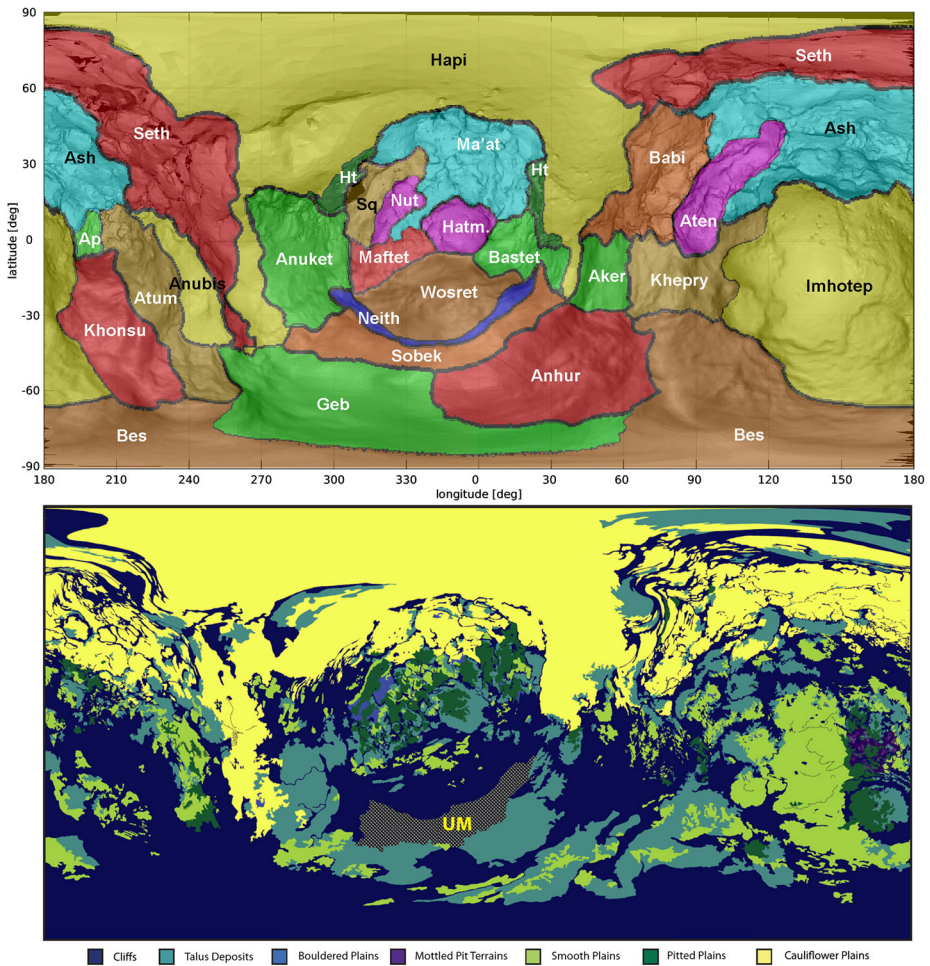 90
Hapi
Seth
60
Seth
Ash
Ma'at
Ash
30
Ht
Ht
Babi
Sq
Nut
Aten
Ap
Hatm.
0
Maftet
Bastet
Anuket
Aker
Khepry
Anubis
Imhotep
Atum
Wosret
-30
Khonsu
Neith
Sobek
Anhur
-60
Geb
Bes
Bes
-90
latitude [deg]
180 210 240 270 300 330 0 30 60 90 120 150 180
longitude [deg]
UM
Cliffs Talus Deposits Bouldered Plains Mottled Pit Terrains Smooth Plains Pitted Plains Cauliflower Plains